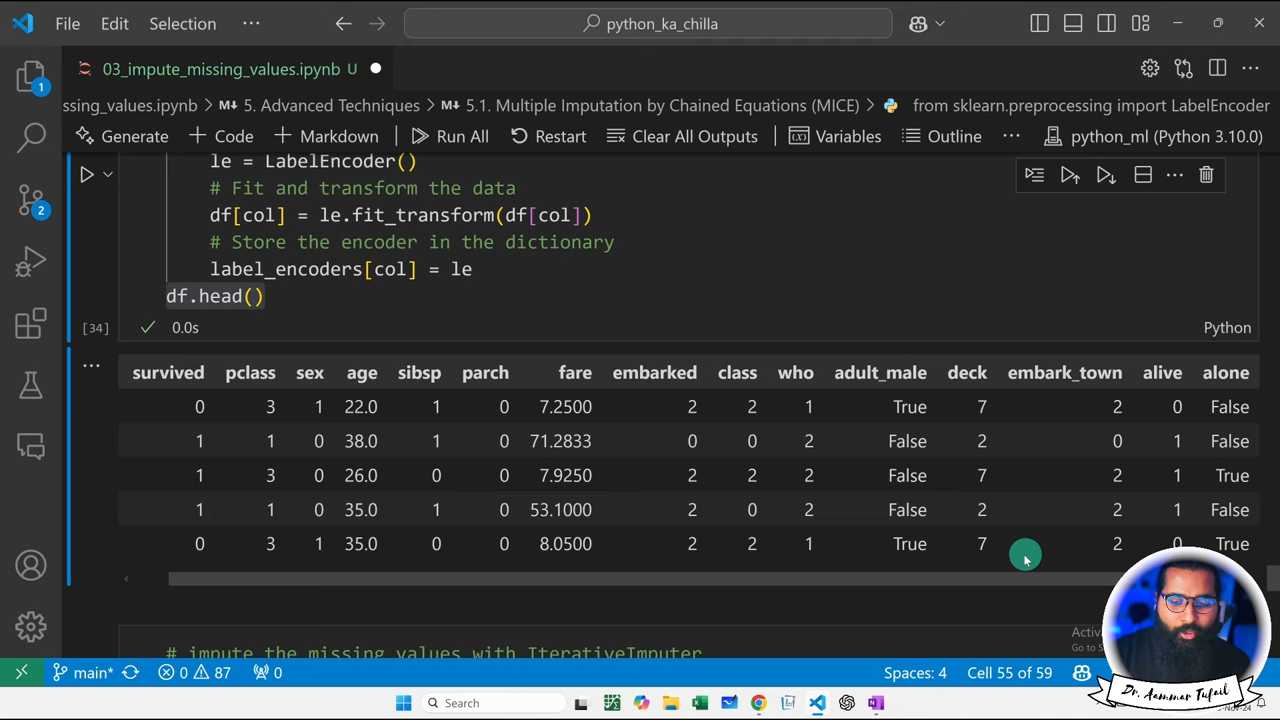 File Edit Selection ··· python_ka_chilla
03_impute_missing_values.ipynb U
ssing_values.ipynb > M↓ 5. Advanced Techniques > M↓ 5.1. Multiple Imputation by Chained Equations (MICE) > from sklearn.preprocessing import LabelEncoder
Generate + Code + Markdown Run All Restart Clear All Outputs Variables Outline ··· python_ml (Python 3.10.0)
le = LabelEncoder()
# Fit and transform the data
df[col] = le.fit_transform(df[col])
# Store the encoder in the dictionary
label_encoders[col] = le
df.head()
[34] ✓ 0.0s Python
survived pclass sex age sibsp parch fare embarked class who adult_male deck embark_town alive alone
0 3 1 22.0 1 0 7.2500 2 2 1 True 7 2 0 False
1 1 0 38.0 1 0 71.2833 0 0 2 False 2 0 1 False
1 3 0 26.0 0 0 7.9250 2 2 2 False 7 2 1 True
1 1 0 35.0 1 0 53.1000 2 0 2 False 2 2 1 False
0 3 1 35.0 0 0 8.0500 2 2 1 True 7 2 0 True
# impute the missing values with IterativeImputer
main* 0 87 0 Spaces: 4 Cell 55 of 59
1
2
Search
Dr. Aammar Tufail